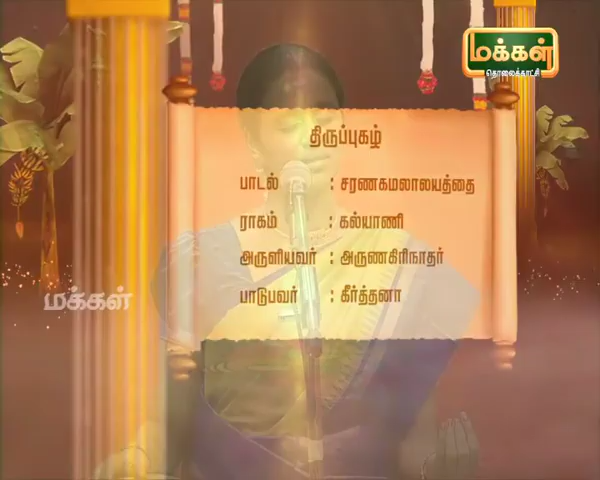 மக்கள்
தொலைக்காட்சி
திருப்புகழ்
பாடல் : சரணகமலாலயத்தை
ராகம் : கல்யாணி
அருளியவர் : அருணகிரிநாதர்
பாடுபவர் : கீர்த்தனா
மக்கள்